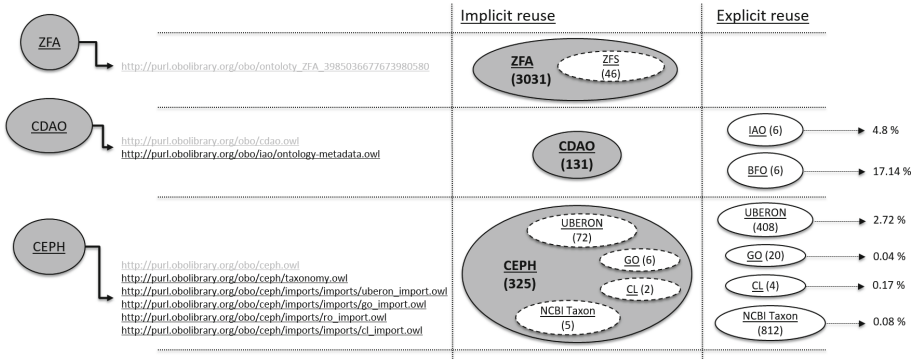 Implicit reuse
Explicit reuse
ZFA
http://purl.obolibrary.org/obo/ontoloty_ZFA_3985036677673980580
ZFA
(3031)
ZFS
(46)
CDAO
http://purl.obolibrary.org/obo/cdao.owl
http://purl.obolibrary.org/obo/iao/ontology-metadata.owl
CDAO
(131)
IAO (6)
4.8 %
BFO (6)
17.14 %
CEPH
http://purl.obolibrary.org/obo/ceph.owl
http://purl.obolibrary.org/obo/ceph/taxonomy.owl
http://purl.obolibrary.org/obo/ceph/imports/imports/uberon_import.owl
http://purl.obolibrary.org/obo/ceph/imports/imports/go_import.owl
http://purl.obolibrary.org/obo/ceph/imports/ro_import.owl
http://purl.obolibrary.org/obo/ceph/imports/imports/cl_import.owl
CEPH
(325)
UBERON
(72)
GO (6)
CL (2)
NCBI Taxon
(5)
UBERON
(408)
2.72 %
GO (20)
0.04 %
CL (4)
0.17 %
NCBI Taxon
(812)
0.08 %